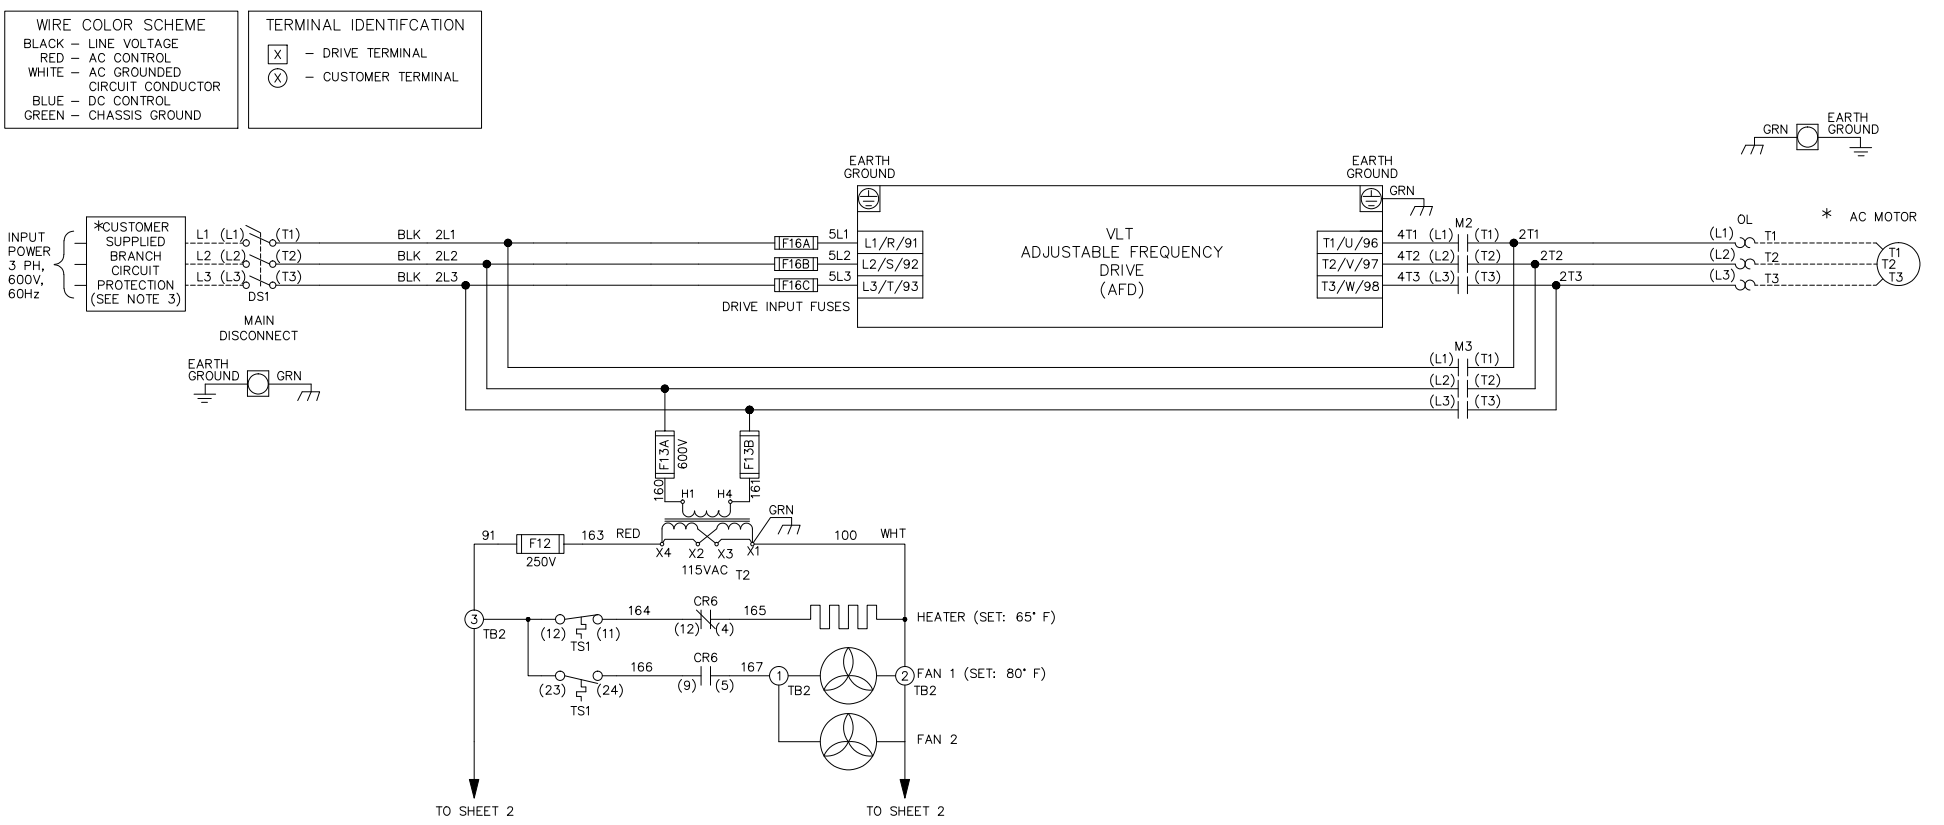 WIRE COLOR SCHEME
BLACK – LINE VOLTAGE
RED – AC CONTROL
WHITE – AC GROUNDED
CIRCUIT CONDUCTOR
BLUE – DC CONTROL
GREEN – CHASSIS GROUND
TERMINAL IDENTIFCATION
X – DRIVE TERMINAL
X – CUSTOMER TERMINAL
INPUT
POWER
3 PH,
600V,
60Hz
*CUSTOMER
SUPPLIED
BRANCH
CIRCUIT
PROTECTION
(SEE NOTE 3)
L1 (L1) (T1)
L2 (L2) (T2)
L3 (L3) (T3)
DS1
MAIN
DISCONNECT
EARTH
GROUND
GRN
BLK 2L1
BLK 2L2
BLK 2L3
F16A 5L1
F16B 5L2
F16C 5L3
DRIVE INPUT FUSES
EARTH
GROUND
L1/R/91
L2/S/92
L3/T/93
VLT
ADJUSTABLE FREQUENCY
DRIVE
(AFD)
EARTH
GROUND
GRN
T1/U/96
T2/V/97
T3/W/98
M2
4T1 (L1) (T1) 2T1
4T2 (L2) (T2) 2T2
4T3 (L3) (T3) 2T3
M3
(L1) (T1)
(L2) (T2)
(L3) (T3)
GRN
EARTH
GROUND
OL
(L1) T1
(L2) T2
(L3) T3
* AC MOTOR
T1
T2
T3
F13A
600V
F13B
160
161
H1 H4
GRN
91 F12 163 RED
250V
X4 X2 X3 X1
100 WHT
115VAC T2
3
TB2
(12) (11)
TS1
164
CR6
(12) (4)
165
HEATER (SET: 65° F)
(23) (24)
TS1
166
CR6
(9) (5)
167
1
TB2
2
TB2
FAN 1 (SET: 80° F)
FAN 2
TO SHEET 2
TO SHEET 2